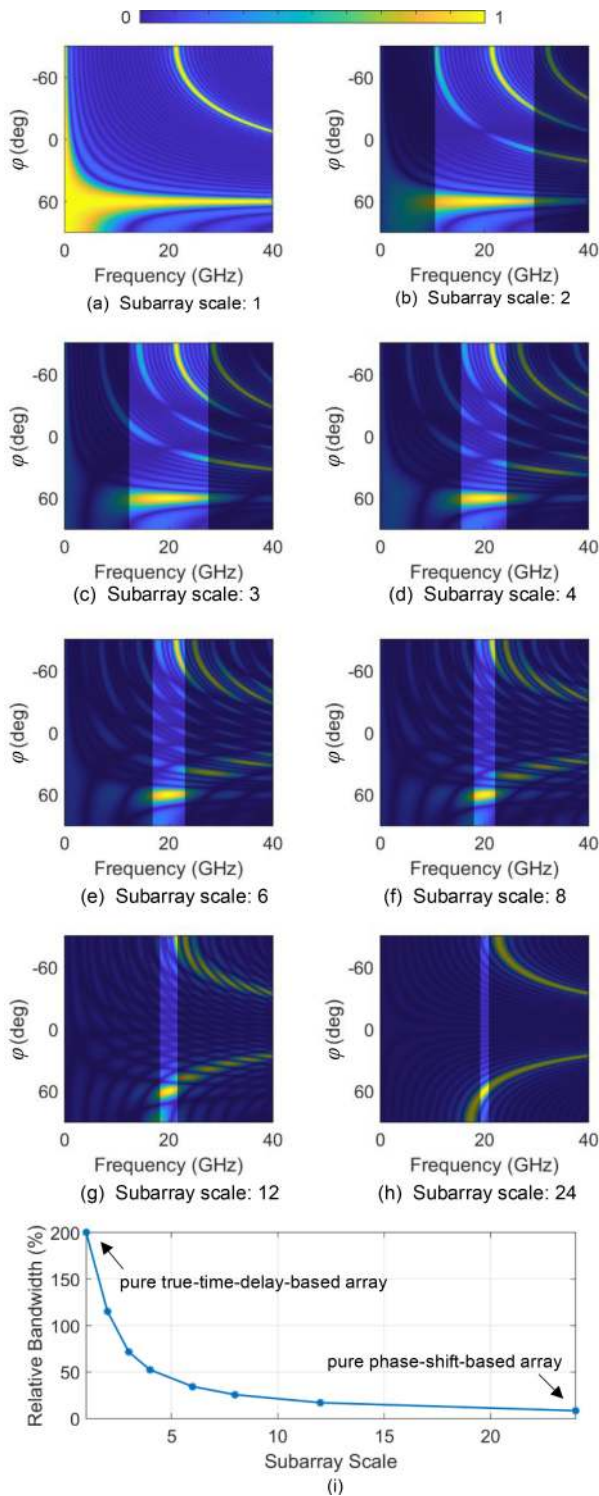 0 1
-60
0
60
φ (deg)
0 20 40
Frequency (GHz)
(a) Subarray scale: 1
-60
0
60
φ (deg)
0 20 40
Frequency (GHz)
(b) Subarray scale: 2
-60
0
60
φ (deg)
0 20 40
Frequency (GHz)
(c) Subarray scale: 3
-60
0
60
φ (deg)
0 20 40
Frequency (GHz)
(d) Subarray scale: 4
-60
0
60
φ (deg)
0 20 40
Frequency (GHz)
(e) Subarray scale: 6
-60
0
60
φ (deg)
0 20 40
Frequency (GHz)
(f) Subarray scale: 8
-60
0
60
φ (deg)
0 20 40
Frequency (GHz)
(g) Subarray scale: 12
-60
0
60
φ (deg)
0 20 40
Frequency (GHz)
(h) Subarray scale: 24
200
150
100
50
0
Relative Bandwidth (%)
pure true-time-delay-based array
pure phase-shift-based array
5 10 15 20
Subarray Scale
(i)